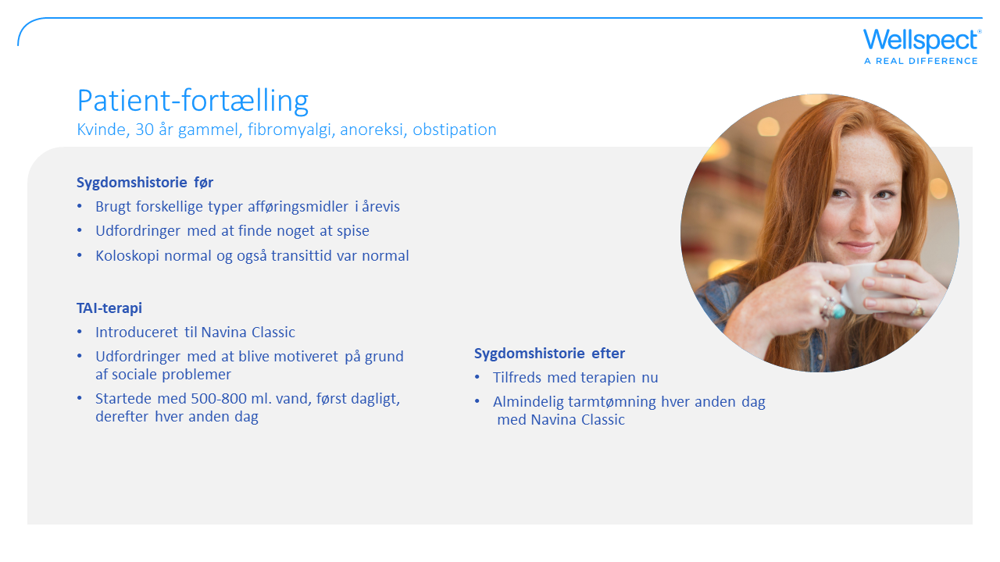 Wellspect®
A REAL DIFFERENCE
Patient-fortælling
Kvinde, 30 år gammel, fibromyalgi, anoreksi, obstipation
Sygdomshistorie før
• Brugt forskellige typer afføringsmidler i årevis
• Udfordringer med at finde noget at spise
• Koloskopi normal og også transittid var normal
TAI-terapi
• Introduceret til Navina Classic
• Udfordringer med at blive motiveret på grund
af sociale problemer
• Startede med 500-800 ml. vand, først dagligt,
derefter hver anden dag
Sygdomshistorie efter
• Tilfreds med terapien nu
• Almindelig tarmtømning hver anden dag
med Navina Classic